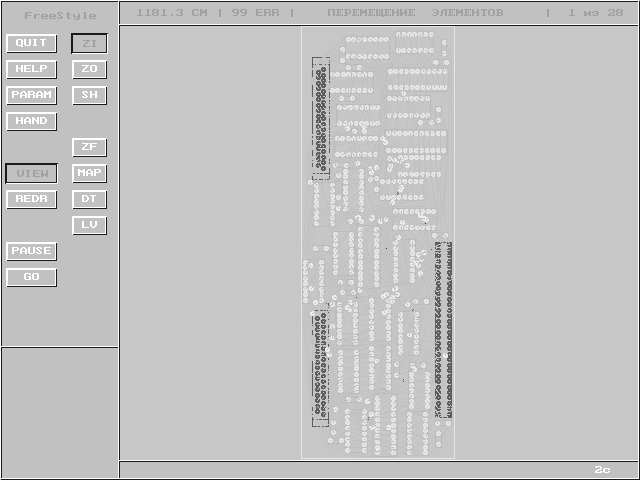 FreeStyle
1181.3 CM | 99 ERR | ПЕРЕМЕЩЕНИЕ ЭЛЕМЕНТОВ | 1 из 28
QUIT ZI
HELP ZO
PARAM SH
HAND
ZF
VIEW MAP
REDR DT
LV
PAUSE
GO
2c